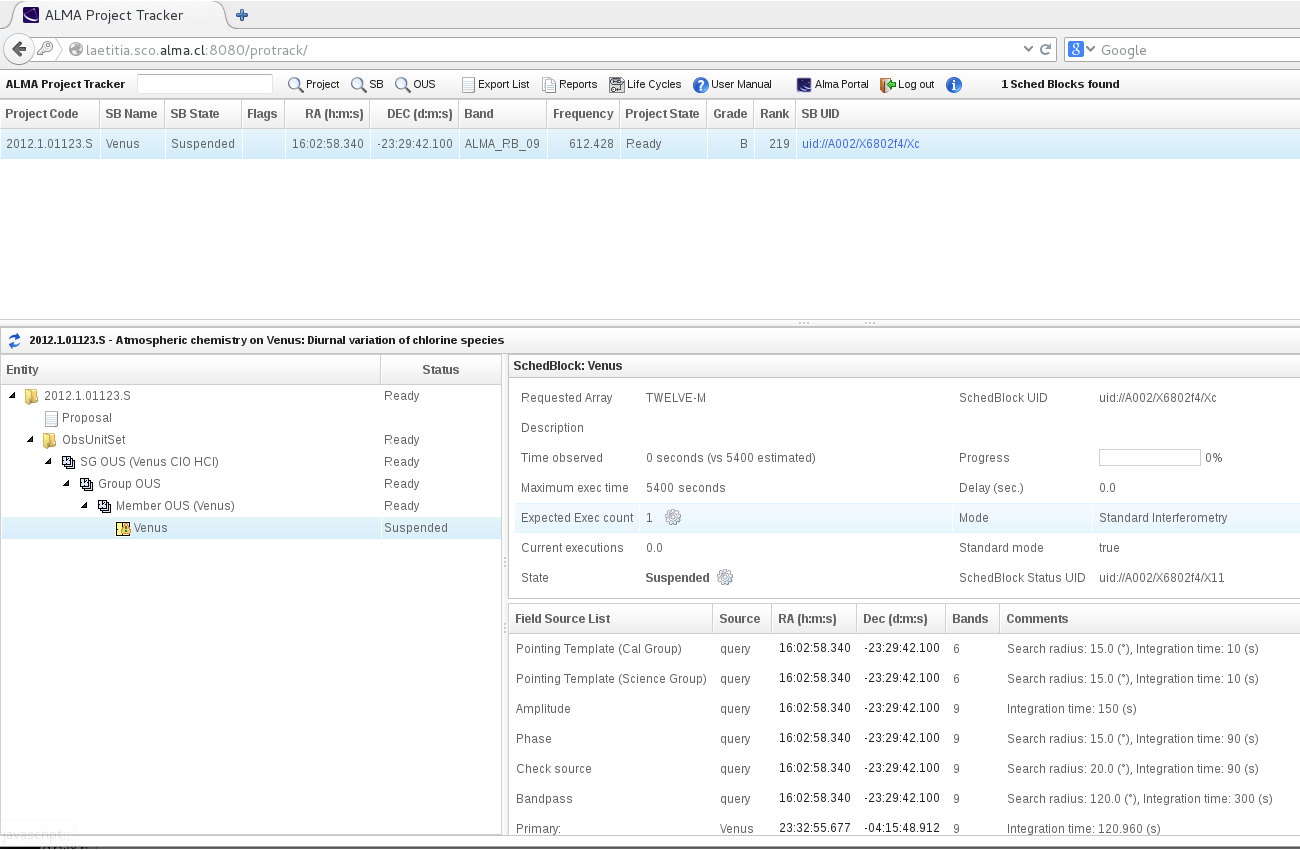 ALMA Project Tracker
laetitia.sco.alma.cl:8080/protrack/ Google
ALMA Project Tracker Project SB OUS Export List Reports Life Cycles User Manual Alma Portal Log out 1 Sched Blocks found
Project Code SB Name SB State Flags RA (h:m:s) DEC (d:m:s) Band Frequency Project State Grade Rank SB UID
2012.1.01123.S Venus Suspended 16:02:58.340 -23:29:42.100 ALMA_RB_09 612.428 Ready B 219 uid://A002/X6802f4/Xc
2012.1.01123.S - Atmospheric chemistry on Venus: Diurnal variation of chlorine species
Entity Status
2012.1.01123.S Ready
Proposal
ObsUnitSet Ready
SG OUS (Venus ClO HCl) Ready
Group OUS Ready
Member OUS (Venus) Ready
Venus Suspended
SchedBlock: Venus
Requested Array TWELVE-M SchedBlock UID uid://A002/X6802f4/Xc
Description
Time observed 0 seconds (vs 5400 estimated) Progress 0%
Maximum exec time 5400 seconds Delay (sec.) 0.0
Expected Exec count 1 Mode Standard Interferometry
Current executions 0.0 Standard mode true
State Suspended SchedBlock Status UID uid://A002/X6802f4/X11
Field Source List Source RA (h:m:s) Dec (d:m:s) Bands Comments
Pointing Template (Cal Group) query 16:02:58.340 -23:29:42.100 6 Search radius: 15.0 (°), Integration time: 10 (s)
Pointing Template (Science Group) query 16:02:58.340 -23:29:42.100 6 Search radius: 15.0 (°), Integration time: 10 (s)
Amplitude query 16:02:58.340 -23:29:42.100 9 Integration time: 150 (s)
Phase query 16:02:58.340 -23:29:42.100 9 Search radius: 15.0 (°), Integration time: 90 (s)
Check source query 16:02:58.340 -23:29:42.100 9 Search radius: 20.0 (°), Integration time: 90 (s)
Bandpass query 16:02:58.340 -23:29:42.100 9 Search radius: 120.0 (°), Integration time: 300 (s)
Primary: Venus 23:32:55.677 -04:15:48.912 9 Integration time: 120.960 (s)
javascript:;